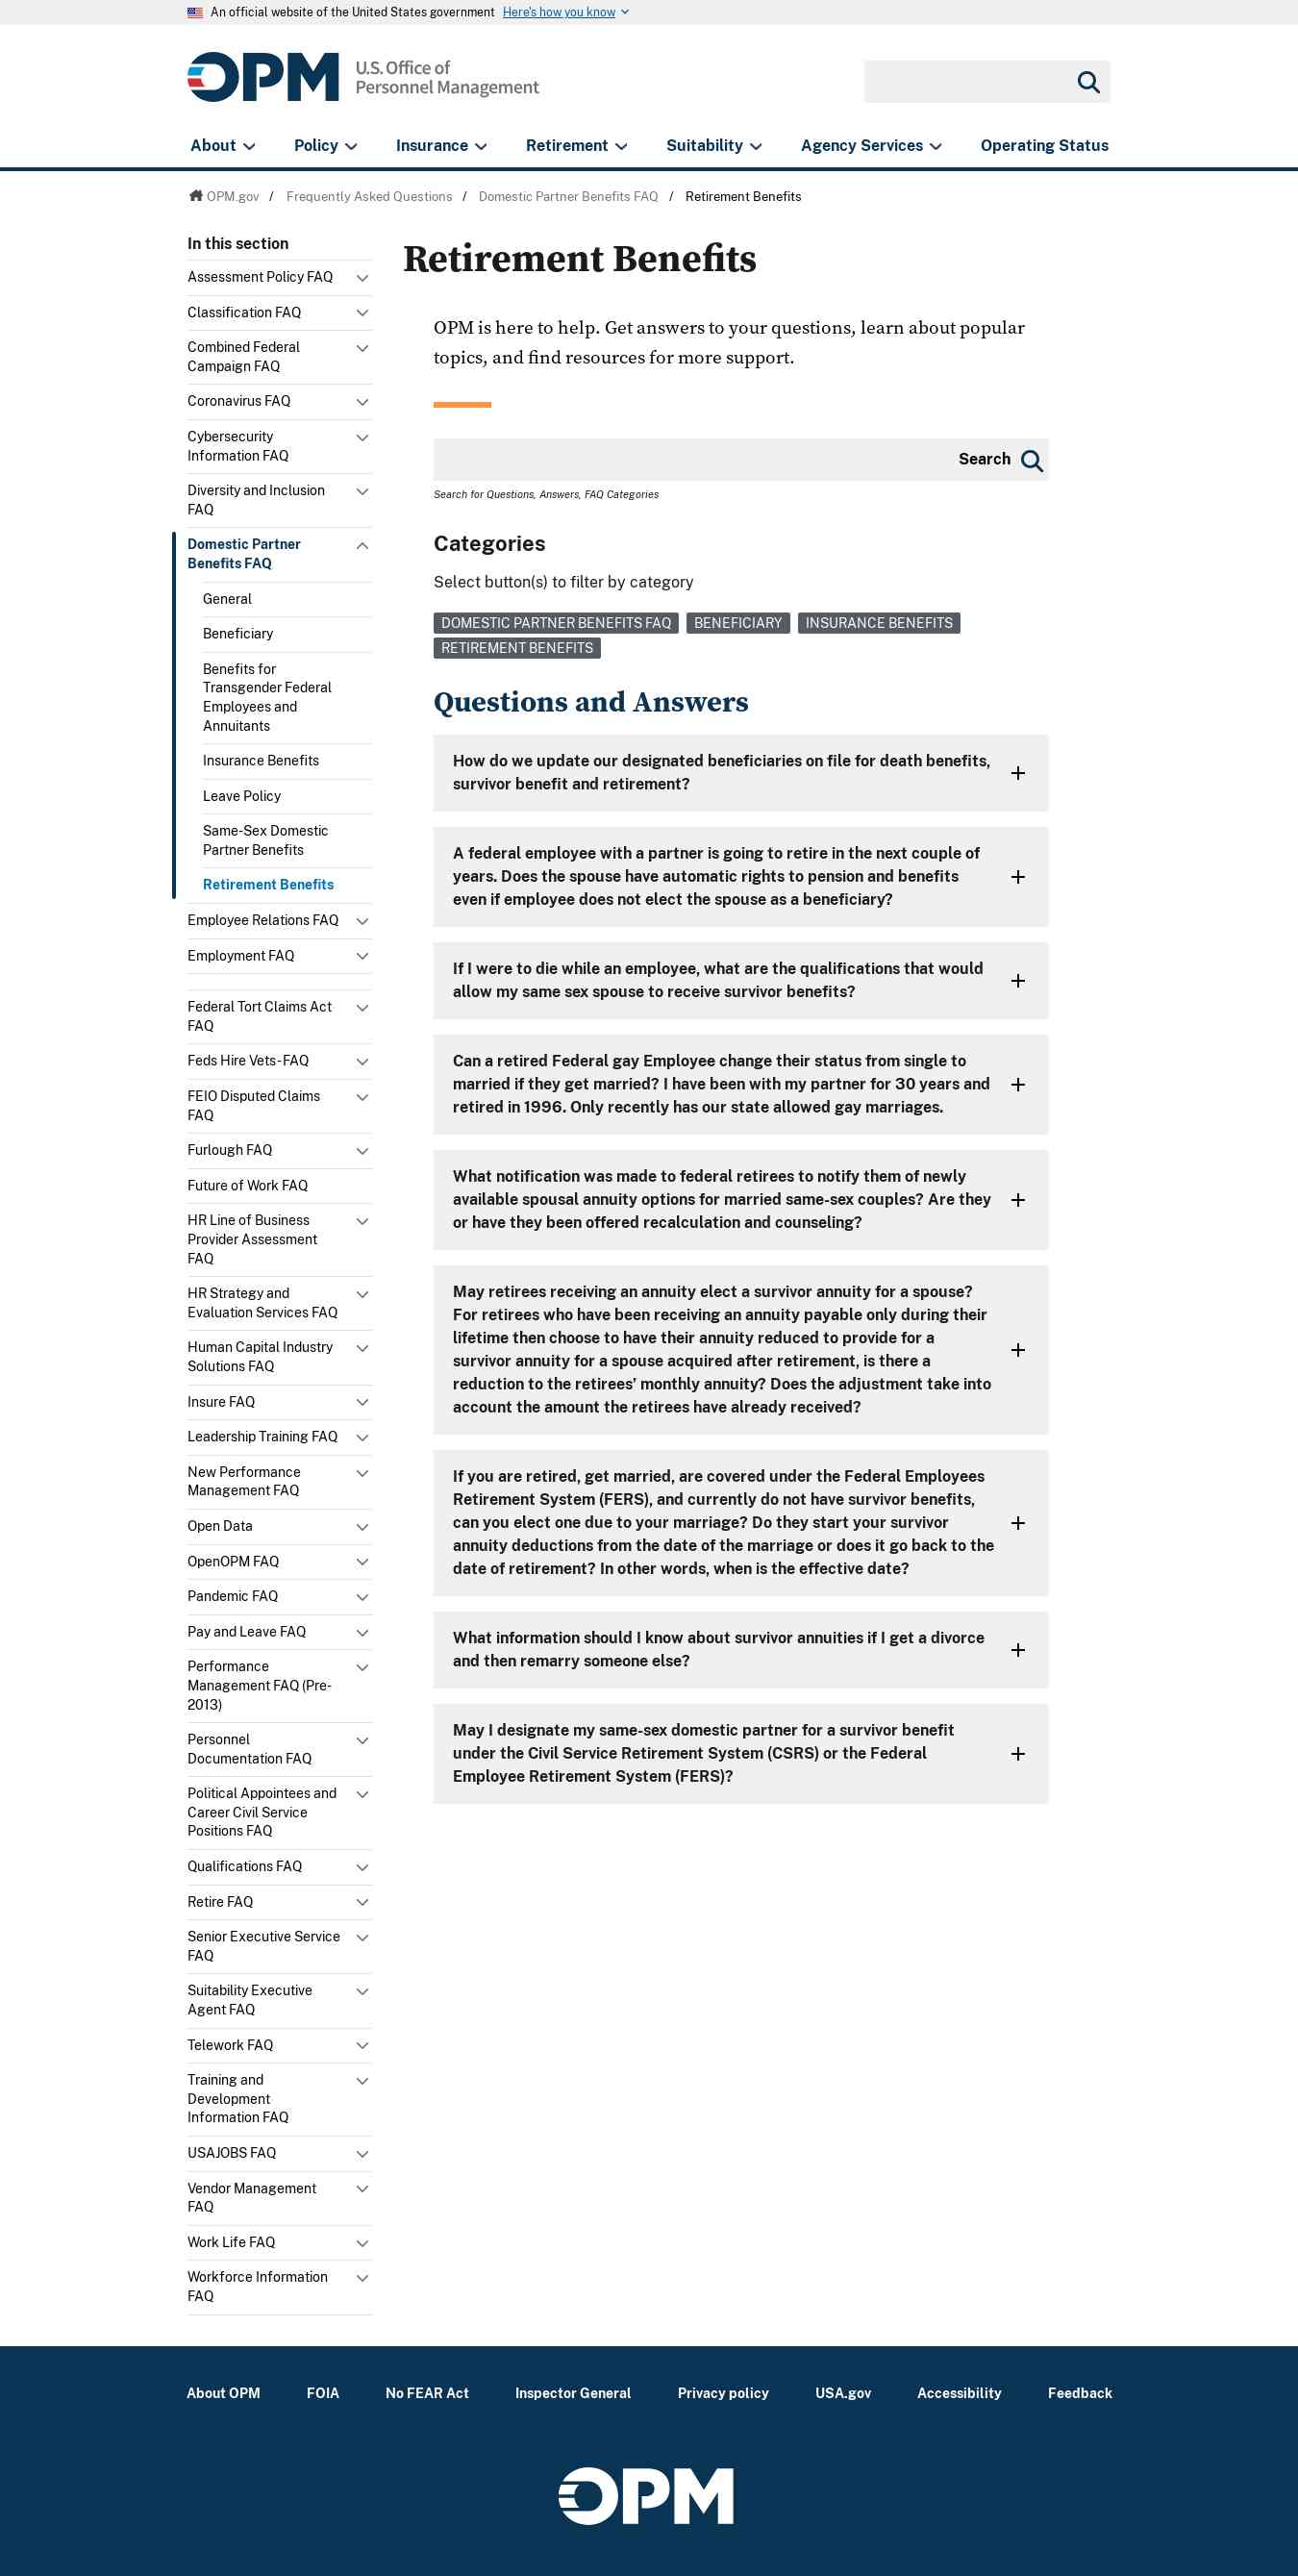 An official website of the United States government Here's how you know
OPM U.S. Office of
Personnel Management
About Policy Insurance Retirement Suitability Agency Services Operating Status
OPM.gov / Frequently Asked Questions / Domestic Partner Benefits FAQ / Retirement Benefits
In this section
Assessment Policy FAQ
Classification FAQ
Combined Federal
Campaign FAQ
Coronavirus FAQ
Cybersecurity
Information FAQ
Diversity and Inclusion
FAQ
Domestic Partner
Benefits FAQ
General
Beneficiary
Benefits for
Transgender Federal
Employees and
Annuitants
Insurance Benefits
Leave Policy
Same-Sex Domestic
Partner Benefits
Retirement Benefits
Employee Relations FAQ
Employment FAQ
Federal Tort Claims Act
FAQ
Feds Hire Vets-FAQ
FEIO Disputed Claims
FAQ
Furlough FAQ
Future of Work FAQ
HR Line of Business
Provider Assessment
FAQ
HR Strategy and
Evaluation Services FAQ
Human Capital Industry
Solutions FAQ
Insure FAQ
Leadership Training FAQ
New Performance
Management FAQ
Open Data
OpenOPM FAQ
Pandemic FAQ
Pay and Leave FAQ
Performance
Management FAQ (Pre-
2013)
Personnel
Documentation FAQ
Political Appointees and
Career Civil Service
Positions FAQ
Qualifications FAQ
Retire FAQ
Senior Executive Service
FAQ
Suitability Executive
Agent FAQ
Telework FAQ
Training and
Development
Information FAQ
USAJOBS FAQ
Vendor Management
FAQ
Work Life FAQ
Workforce Information
FAQ
Retirement Benefits
OPM is here to help. Get answers to your questions, learn about popular
topics, and find resources for more support.
Search
Search for Questions, Answers, FAQ Categories
Categories
Select button(s) to filter by category
DOMESTIC PARTNER BENEFITS FAQ BENEFICIARY INSURANCE BENEFITS
RETIREMENT BENEFITS
Questions and Answers
How do we update our designated beneficiaries on file for death benefits,
survivor benefit and retirement?
A federal employee with a partner is going to retire in the next couple of
years. Does the spouse have automatic rights to pension and benefits
even if employee does not elect the spouse as a beneficiary?
If I were to die while an employee, what are the qualifications that would
allow my same sex spouse to receive survivor benefits?
Can a retired Federal gay Employee change their status from single to
married if they get married? I have been with my partner for 30 years and
retired in 1996. Only recently has our state allowed gay marriages.
What notification was made to federal retirees to notify them of newly
available spousal annuity options for married same-sex couples? Are they
or have they been offered recalculation and counseling?
May retirees receiving an annuity elect a survivor annuity for a spouse?
For retirees who have been receiving an annuity payable only during their
lifetime then choose to have their annuity reduced to provide for a
survivor annuity for a spouse acquired after retirement, is there a
reduction to the retirees’ monthly annuity? Does the adjustment take into
account the amount the retirees have already received?
If you are retired, get married, are covered under the Federal Employees
Retirement System (FERS), and currently do not have survivor benefits,
can you elect one due to your marriage? Do they start your survivor
annuity deductions from the date of the marriage or does it go back to the
date of retirement? In other words, when is the effective date?
What information should I know about survivor annuities if I get a divorce
and then remarry someone else?
May I designate my same-sex domestic partner for a survivor benefit
under the Civil Service Retirement System (CSRS) or the Federal
Employee Retirement System (FERS)?
About OPM FOIA No FEAR Act Inspector General Privacy policy USA.gov Accessibility Feedback
OPM